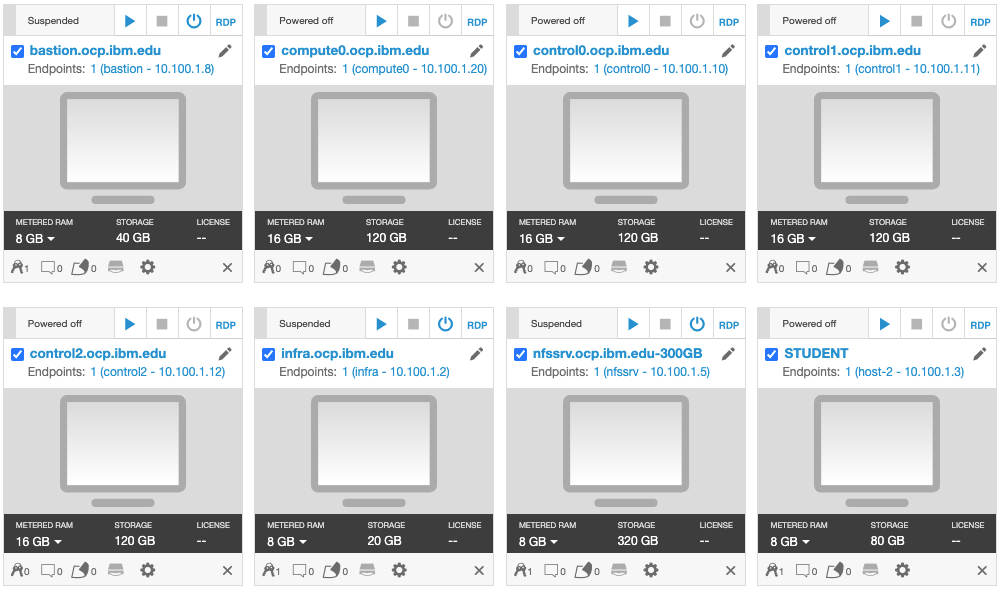 Suspended RDP
bastion.ocp.ibm.edu
Endpoints: 1 (bastion - 10.100.1.8)
METERED RAM STORAGE LICENSE
8 GB 40 GB --
1 0 0
Powered off RDP
compute0.ocp.ibm.edu
Endpoints: 1 (compute0 - 10.100.1.20)
METERED RAM STORAGE LICENSE
16 GB 120 GB --
0 0 0
Powered off RDP
control0.ocp.ibm.edu
Endpoints: 1 (control0 - 10.100.1.10)
METERED RAM STORAGE LICENSE
16 GB 120 GB --
0 0 0
Powered off RDP
control1.ocp.ibm.edu
Endpoints: 1 (control1 - 10.100.1.11)
METERED RAM STORAGE LICENSE
16 GB 120 GB --
0 0 0
Powered off RDP
control2.ocp.ibm.edu
Endpoints: 1 (control2 - 10.100.1.12)
METERED RAM STORAGE LICENSE
16 GB 120 GB --
0 0 0
Suspended RDP
infra.ocp.ibm.edu
Endpoints: 1 (infra - 10.100.1.2)
METERED RAM STORAGE LICENSE
8 GB 20 GB --
1 0 0
Suspended RDP
nfssrv.ocp.ibm.edu-300GB
Endpoints: 1 (nfssrv - 10.100.1.5)
METERED RAM STORAGE LICENSE
8 GB 320 GB --
1 0 0
Powered off RDP
STUDENT
Endpoints: 1 (host-2 - 10.100.1.3)
METERED RAM STORAGE LICENSE
8 GB 80 GB --
1 0 0